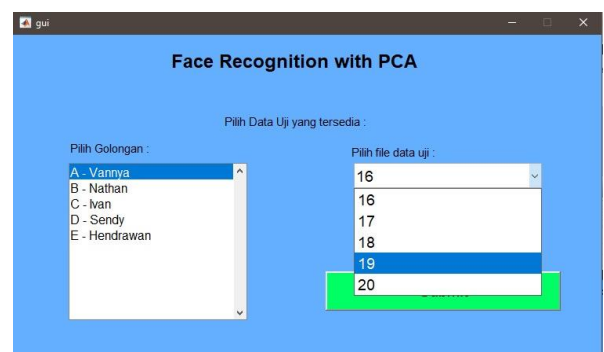 gui
Face Recognition with PCA
Pilih Data Uji yang tersedia :
Pilih Golongan :
A - Vannya
B - Nathan
C - Ivan
D - Sendy
E - Hendrawan
Pilih file data uji :
16
16
17
18
19
20